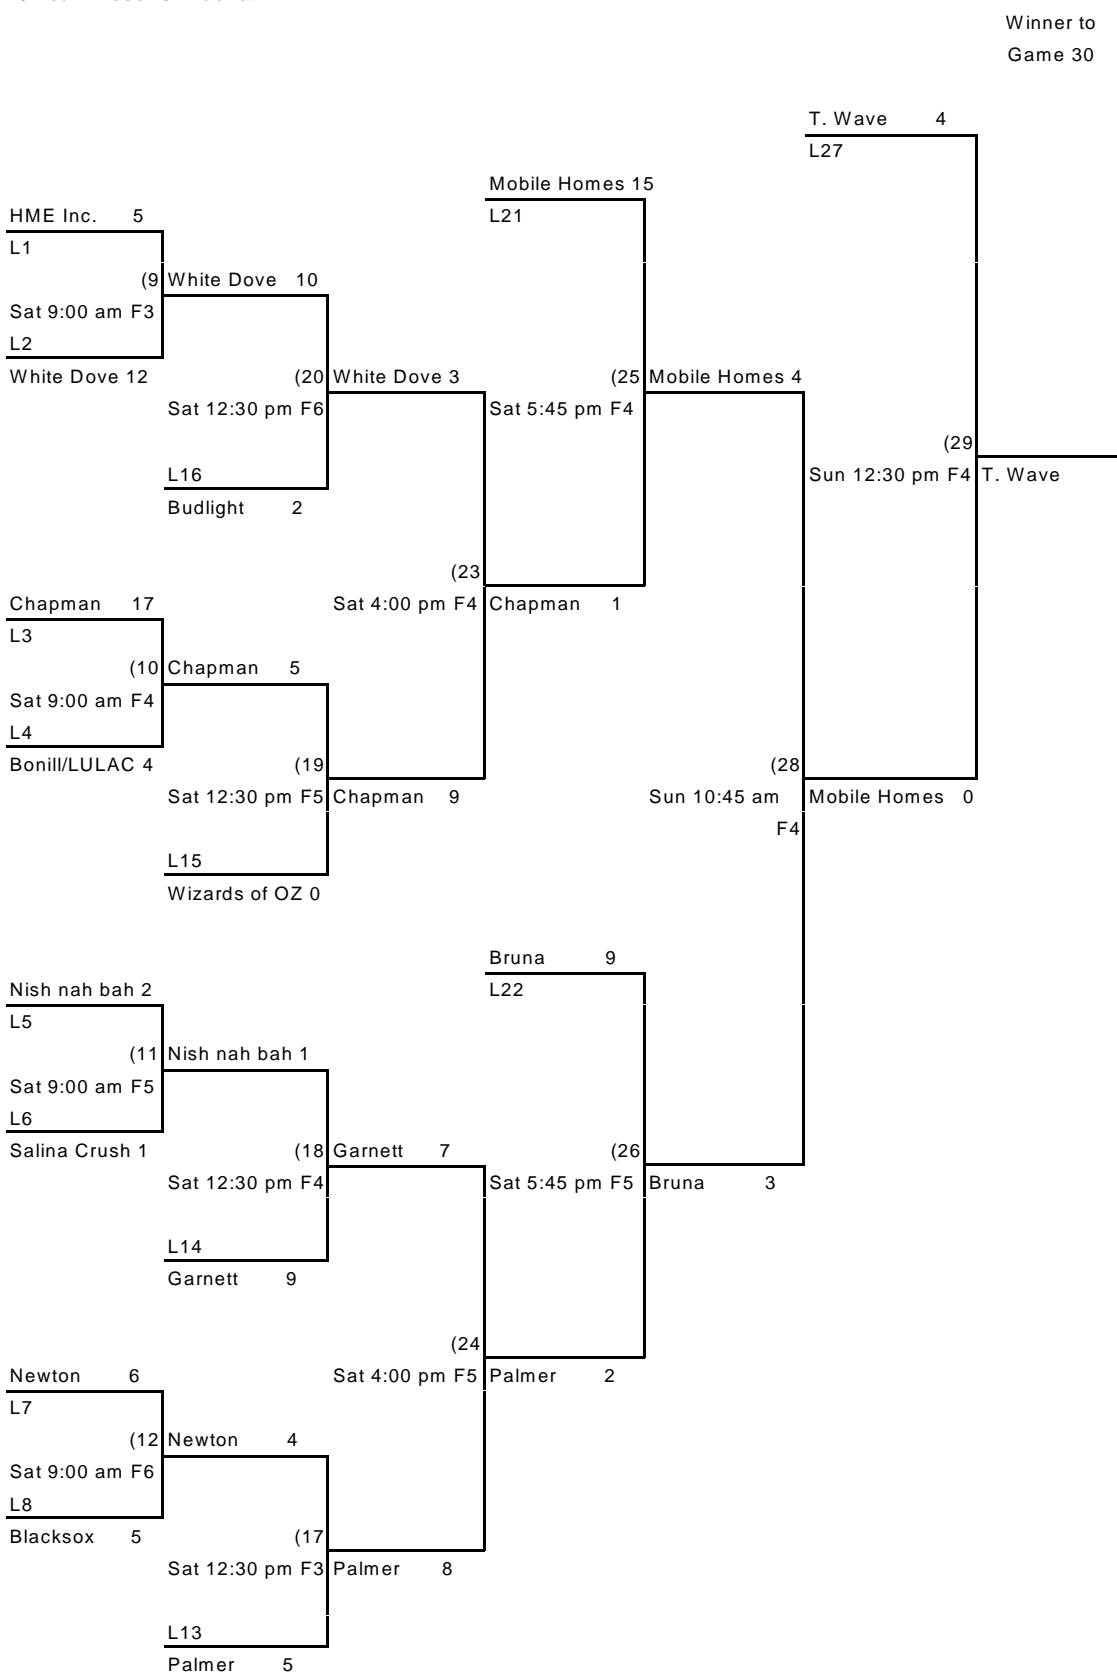 Winner to
Game 30
T. Wave 4
L27
Mobile Homes 15
L21
HME Inc. 5
L1
(9 White Dove 10
Sat 9:00 am F3
L2
White Dove 12
(20 White Dove 3
(25 Mobile Homes 4
Sat 12:30 pm F6
Sat 5:45 pm F4
(29
Sun 12:30 pm F4 T. Wave
L16
Budlight 2
(23
Sat 4:00 pm F4 Chapman 1
Chapman 17
L3
(10 Chapman 5
Sat 9:00 am F4
L4
Bonill/LULAC 4
(19
Sat 12:30 pm F5 Chapman 9
(28
Sun 10:45 am Mobile Homes 0
F4
L15
Wizards of OZ 0
Bruna 9
L22
Nish nah bah 2
L5
(11 Nish nah bah 1
Sat 9:00 am F5
L6
Salina Crush 1
(18 Garnett 7
(26
Sat 12:30 pm F4
Sat 5:45 pm F5 Bruna 3
L14
Garnett 9
(24
Sat 4:00 pm F5 Palmer 2
Newton 6
L7
(12 Newton 4
Sat 9:00 am F6
L8
Blacksox 5
(17
Sat 12:30 pm F3 Palmer 8
L13
Palmer 5